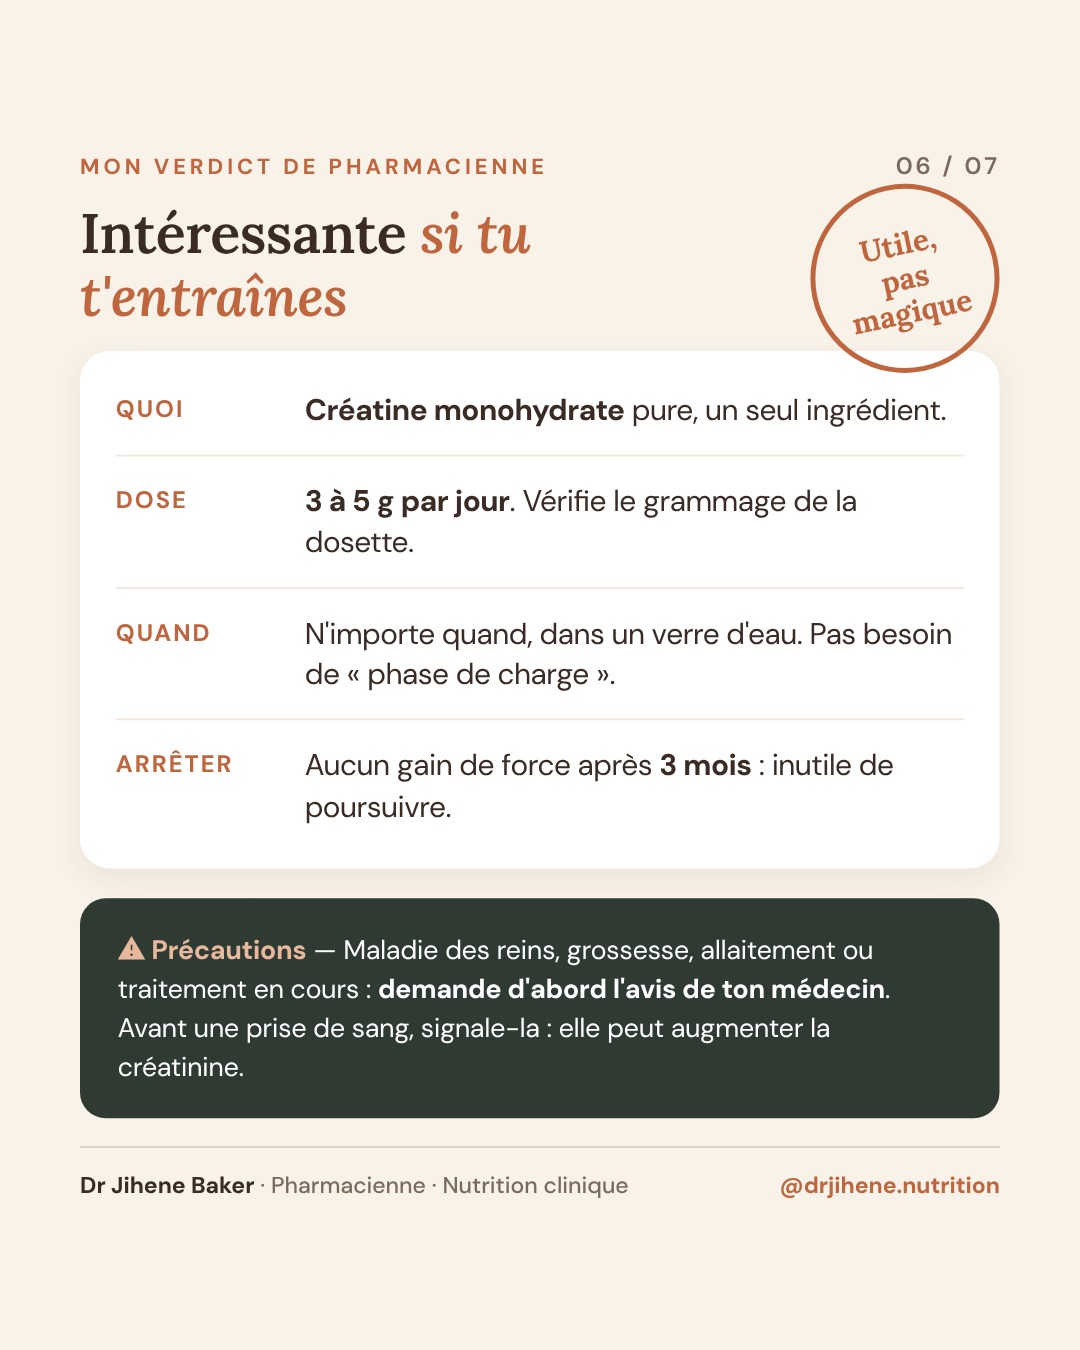 MON VERDICT DE PHARMACIENNE
06 / 07
Intéressante si tu
t'entraînes
Utile,
pas
magique
QUOI
Créatine monohydrate pure, un seul ingrédient.
DOSE
3 à 5 g par jour. Vérifie le grammage de la
dosette.
QUAND
N'importe quand, dans un verre d'eau. Pas besoin
de « phase de charge ».
ARRÊTER
Aucun gain de force après 3 mois : inutile de
poursuivre.
⚠ Précautions — Maladie des reins, grossesse, allaitement ou
traitement en cours : demande d'abord l'avis de ton médecin.
Avant une prise de sang, signale-la : elle peut augmenter la
créatinine.
Dr Jihene Baker · Pharmacienne · Nutrition clinique
@drjihene.nutrition